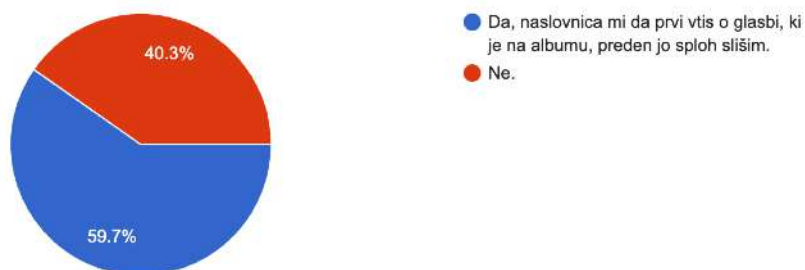 Da, naslovnica mi da prvi vtis o glasbi, ki
je na albumu, preden jo sploh slišim.
Ne.
40.3%
59.7%